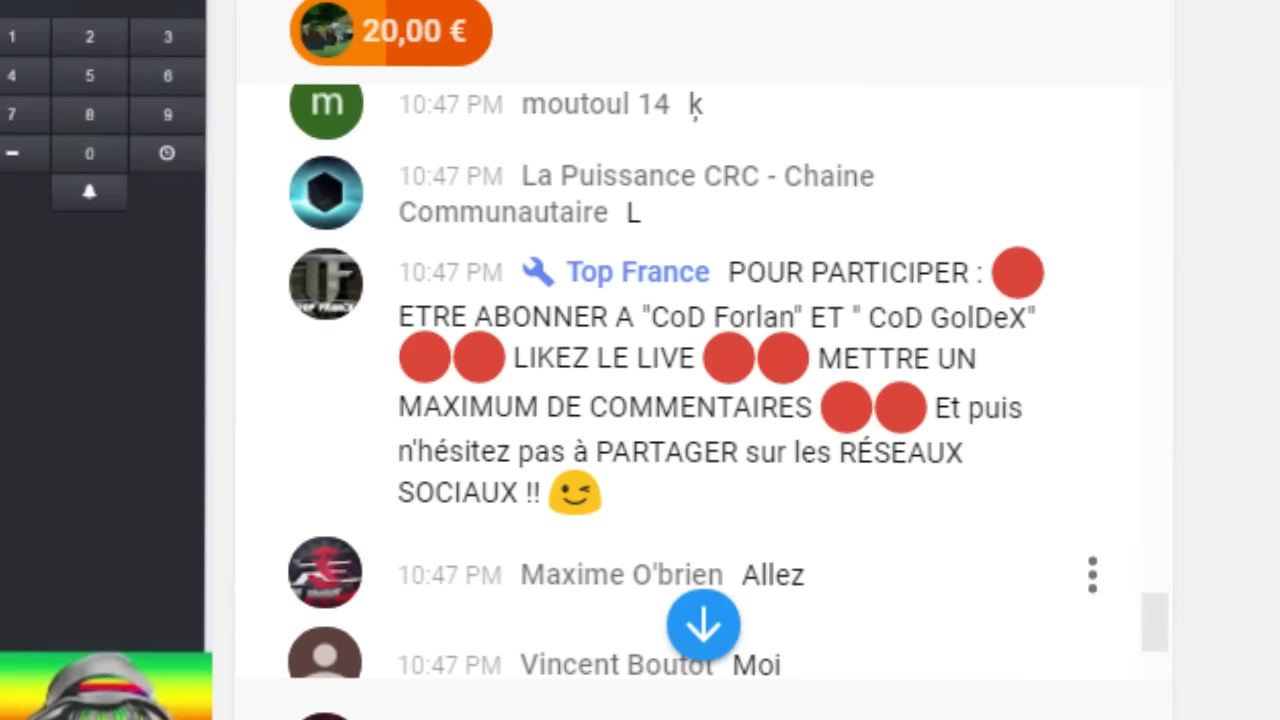 1 2 3
4 5 6
7 8 9
0
20,00 €
m
10:47 PM moutoul 14 ķ
10:47 PM La Puissance CRC - Chaine
Communautaire L
10:47 PM Top France POUR PARTICIPER : 🔴
ETRE ABONNER A "CoD Forlan" ET " CoD GolDeX"
🔴🔴 LIKEZ LE LIVE 🔴🔴 METTRE UN
MAXIMUM DE COMMENTAIRES 🔴🔴 Et puis
n'hésitez pas à PARTAGER sur les RÉSEAUX
SOCIAUX !! 😉
10:47 PM Maxime O'brien Allez
10:47 PM Vincent Boutot Moi